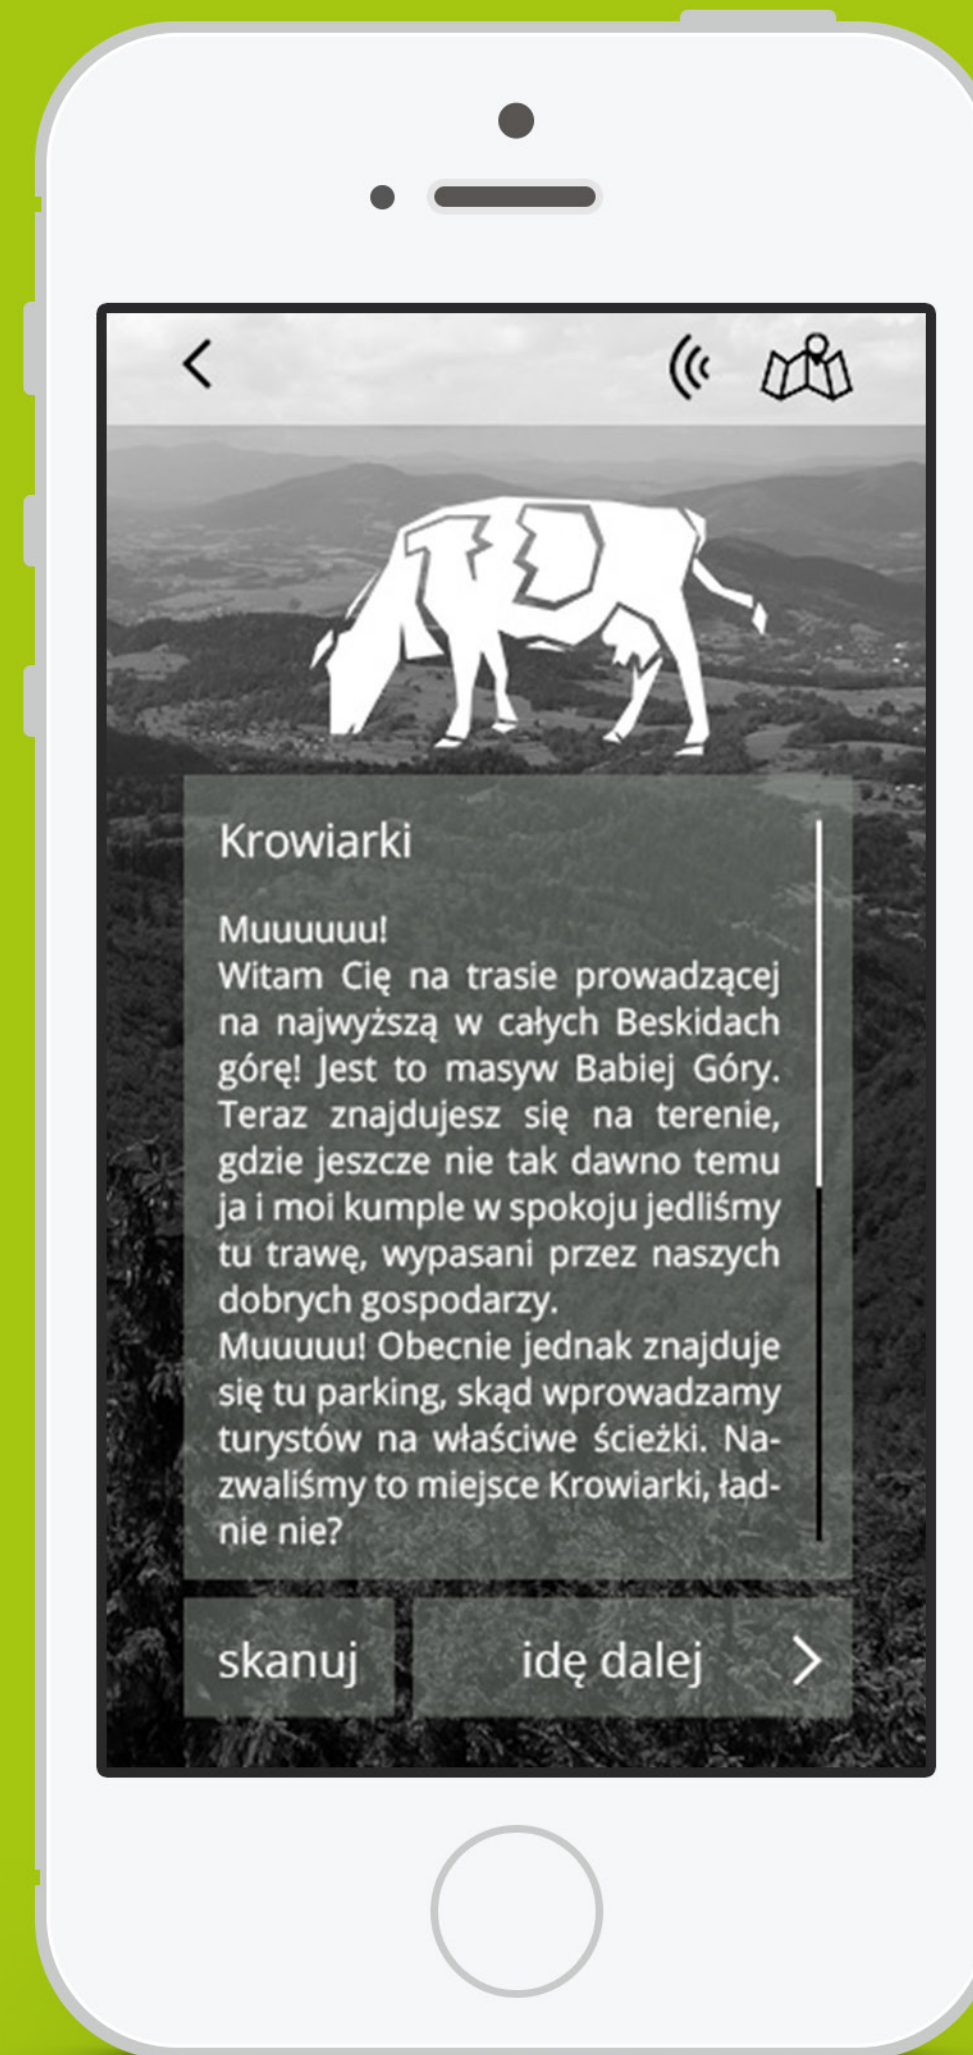 Krowiarki
Muuuuuu!
Witam Cię na trasie prowadzącej
na najwyższą w całych Beskidach
górę! Jest to masyw Babiej Góry.
Teraz znajdujesz się na terenie,
gdzie jeszcze nie tak dawno temu
ja i moi kumple w spokoju jedliśmy
tu trawę, wypasani przez naszych
dobrych gospodarzy.
Muuuuu! Obecnie jednak znajduje
się tu parking, skąd wprowadzamy
turystów na właściwe ścieżki. Na-
zwaliśmy to miejsce Krowiarki, ład-
nie nie?
skanuj
idę dalej